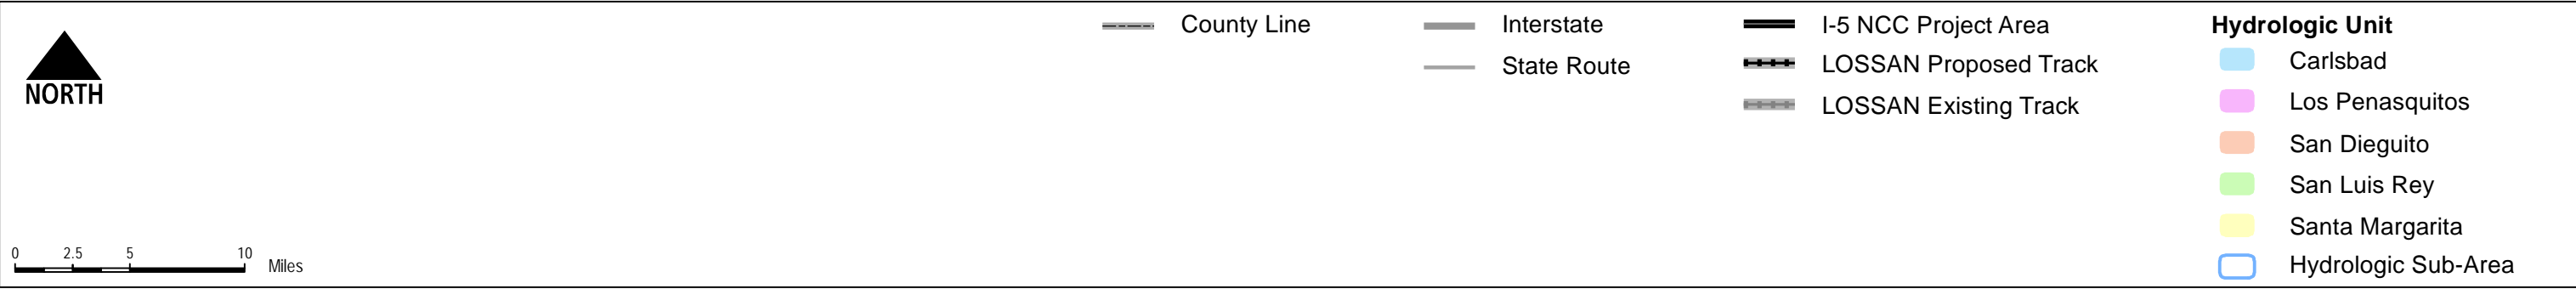 NORTH
0 2.5 5 10
Miles
County Line
Interstate
State Route
I-5 NCC Project Area
LOSSAN Proposed Track
LOSSAN Existing Track
Hydrologic Unit
Carlsbad
Los Penasquitos
San Dieguito
San Luis Rey
Santa Margarita
Hydrologic Sub-Area